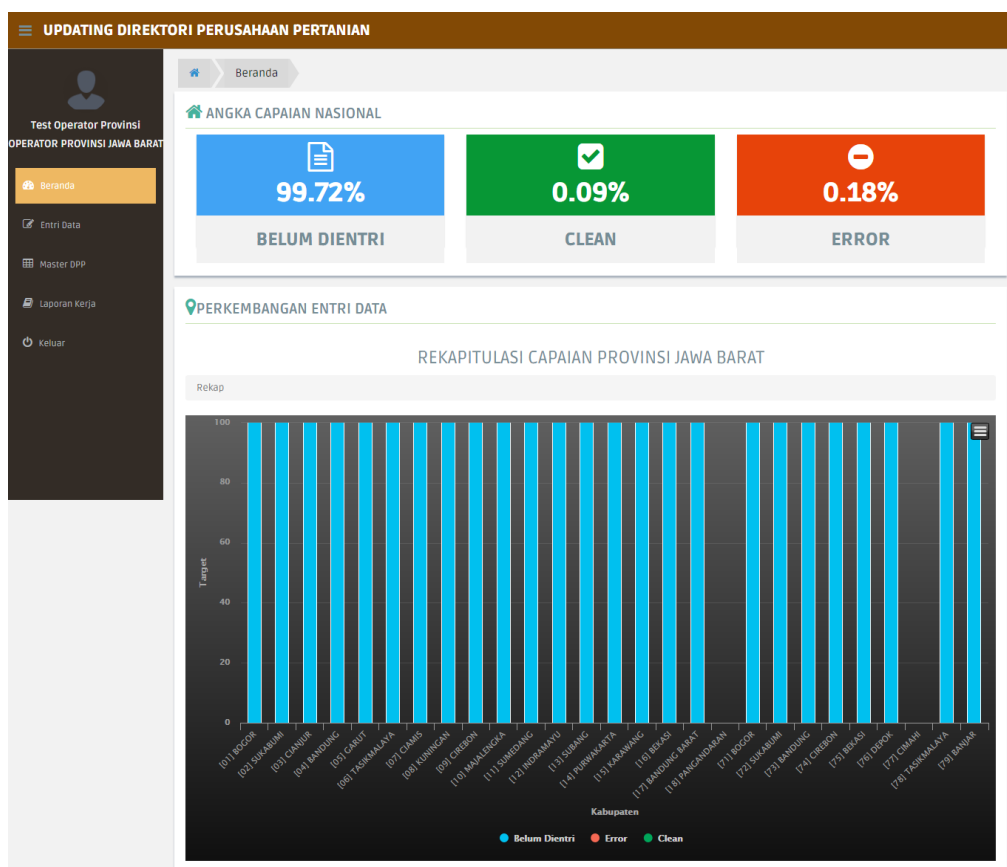 UPDATING DIREKTORI PERUSAHAAN PERTANIAN
Test Operator Provinsi
OPERATOR PROVINSI JAWA BARAT
Beranda
Entri Data
Master DPP
Laporan Kerja
Keluar
Beranda
ANGKA CAPAIAN NASIONAL
99.72%
BELUM DIENTRI
0.09%
CLEAN
0.18%
ERROR
PERKEMBANGAN ENTRI DATA
REKAPITULASI CAPAIAN PROVINSI JAWA BARAT
Rekap
Target
100
80
60
40
20
0
[01] BOGOR
[02] SUKABUMI
[03] CIANJUR
[04] BANDUNG
[05] GARUT
[06] TASIKMALAYA
[07] CIAMIS
[08] KUNINGAN
[09] CIREBON
[10] MAJALENGKA
[11] SUMEDANG
[12] INDRAMAYU
[13] SUBANG
[14] PURWAKARTA
[15] KARAWANG
[16] BEKASI
[17] BANDUNG BARAT
[18] PANGANDARAN
[71] BOGOR
[72] SUKABUMI
[73] BANDUNG
[74] CIREBON
[75] BEKASI
[76] DEPOK
[77] CIMAHI
[78] TASIKMALAYA
[79] BANJAR
Kabupaten
Belum Dientri Error Clean